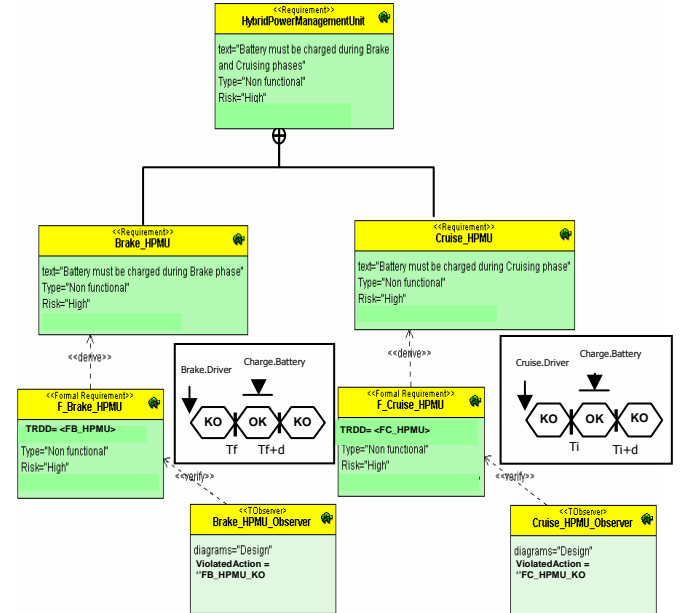 <<Requirement>>
HybridPowerManagementUnit
text="Battery must be charged during Brake
and Cruising phases"
Type="Non functional"
Risk="High"
<<Requirement>>
Brake_HPMU
text="Battery must be charged during Brake phase"
Type="Non functional"
Risk="High"
<<Requirement>>
Cruise_HPMU
text="Battery must be charged during Cruising phase"
Type="Non functional"
Risk="High"
<<derive>>
<<derive>>
Brake.Driver
Charge.Battery
KO
OK
KO
Tf
Tf+d
Cruise.Driver
Charge.Battery
KO
OK
KO
Ti
Ti+d
<<Formal Requirement>>
F_Brake_HPMU
TRDD= <FB_HPMU>
Type="Non functional"
Risk="High"
<<Formal Requirement>>
F_Cruise_HPMU
TRDD= <FC_HPMU>
Type="Non functional"
Risk="High"
<<verify>>
<<verify>>
<<TObserver>>
Brake_HPMU_Observer
diagrams="Design"
ViolatedAction =
‘’FB_HPMU_KO
<<TObserver>>
Cruise_HPMU_Observer
diagrams="Design"
ViolatedAction =
‘’FC_HPMU_KO